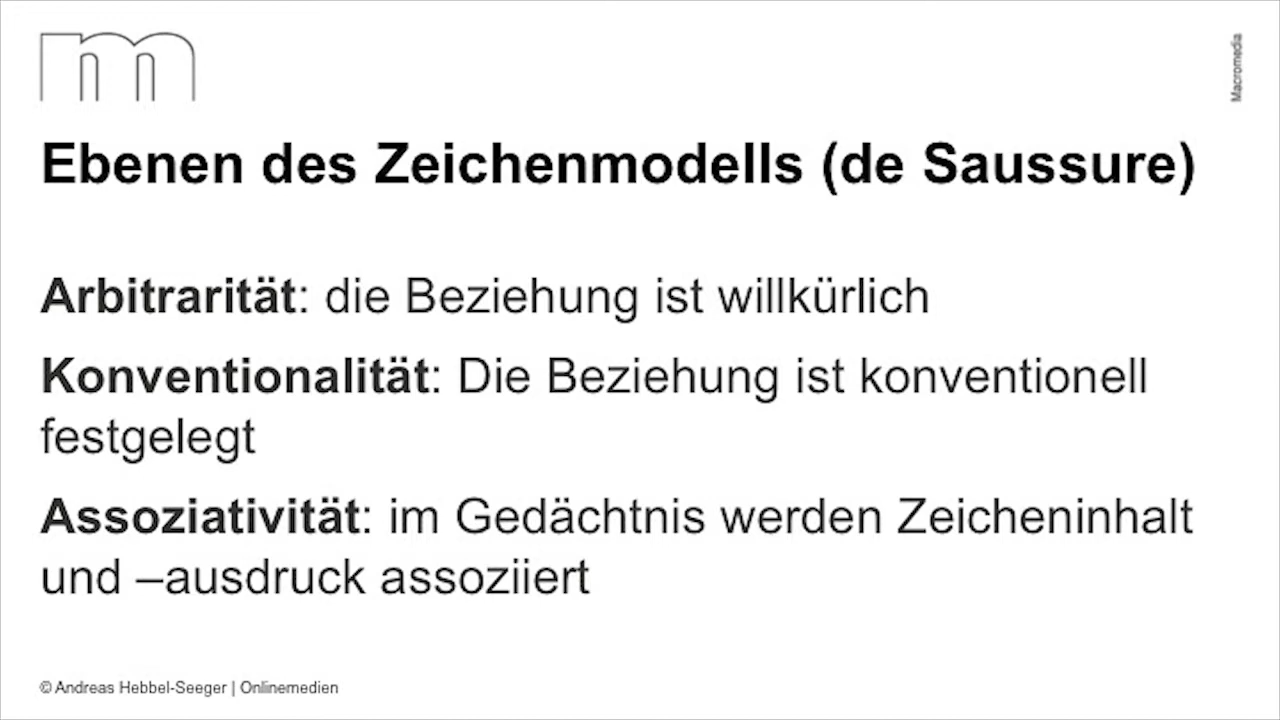 m
Macromedia
Ebenen des Zeichenmodells (de Saussure)
Arbitrarität: die Beziehung ist willkürlich
Konventionalität: Die Beziehung ist konventionell
festgelegt
Assoziativität: im Gedächtnis werden Zeicheninhalt
und –ausdruck assoziiert
© Andreas Hebbel-Seeger | Onlinemedien